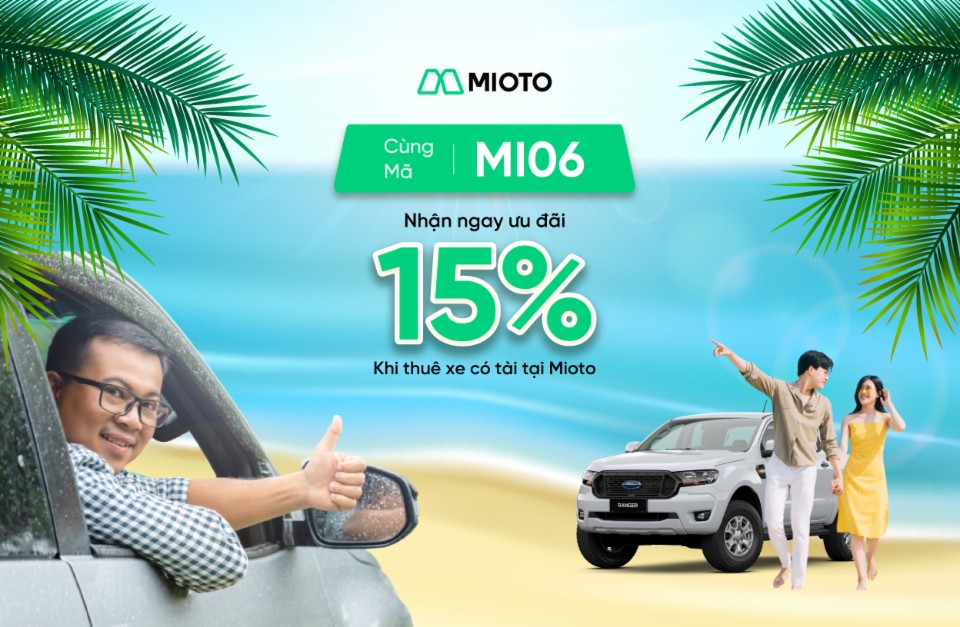 MIOTO
Cùng
Mã
MI06
Nhận ngay ưu đãi
15%
Khi thuê xe có tài tại Mioto
RANGER